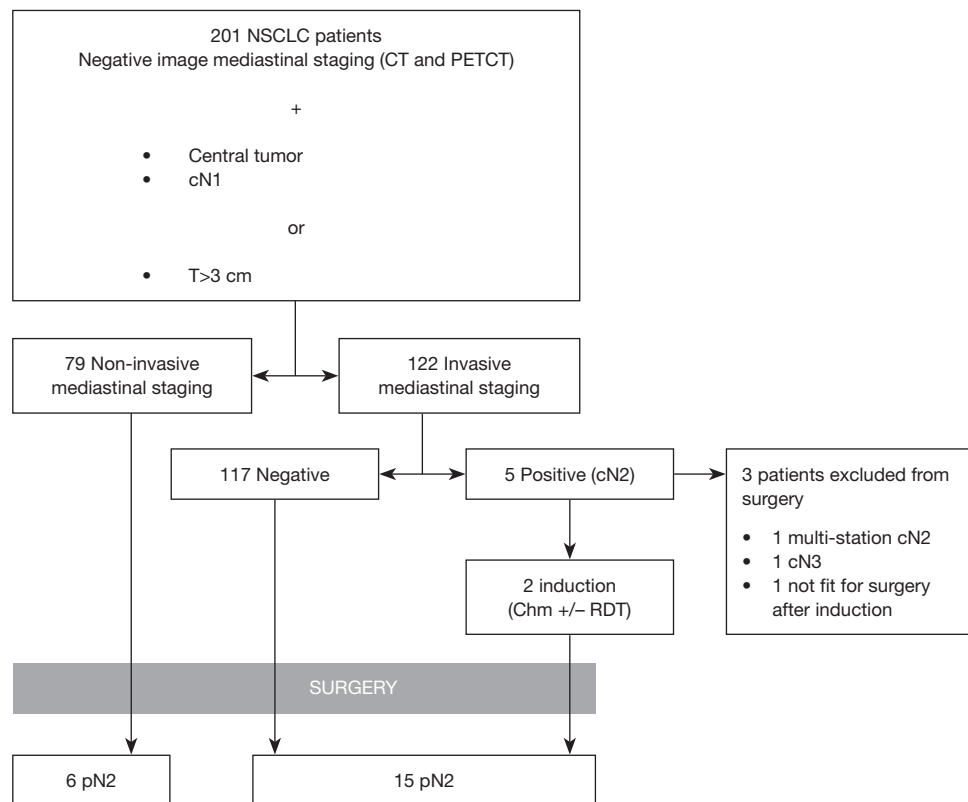 201 NSCLC patients
Negative image mediastinal staging (CT and PETCT)
+
• Central tumor
• cN1
or
• T>3 cm
79 Non-invasive
mediastinal staging
122 Invasive
mediastinal staging
117 Negative
5 Positive (cN2)
3 patients excluded from
surgery
• 1 multi-station cN2
• 1 cN3
• 1 not fit for surgery
after induction
2 induction
(Chm +/– RDT)
SURGERY
6 pN2
15 pN2